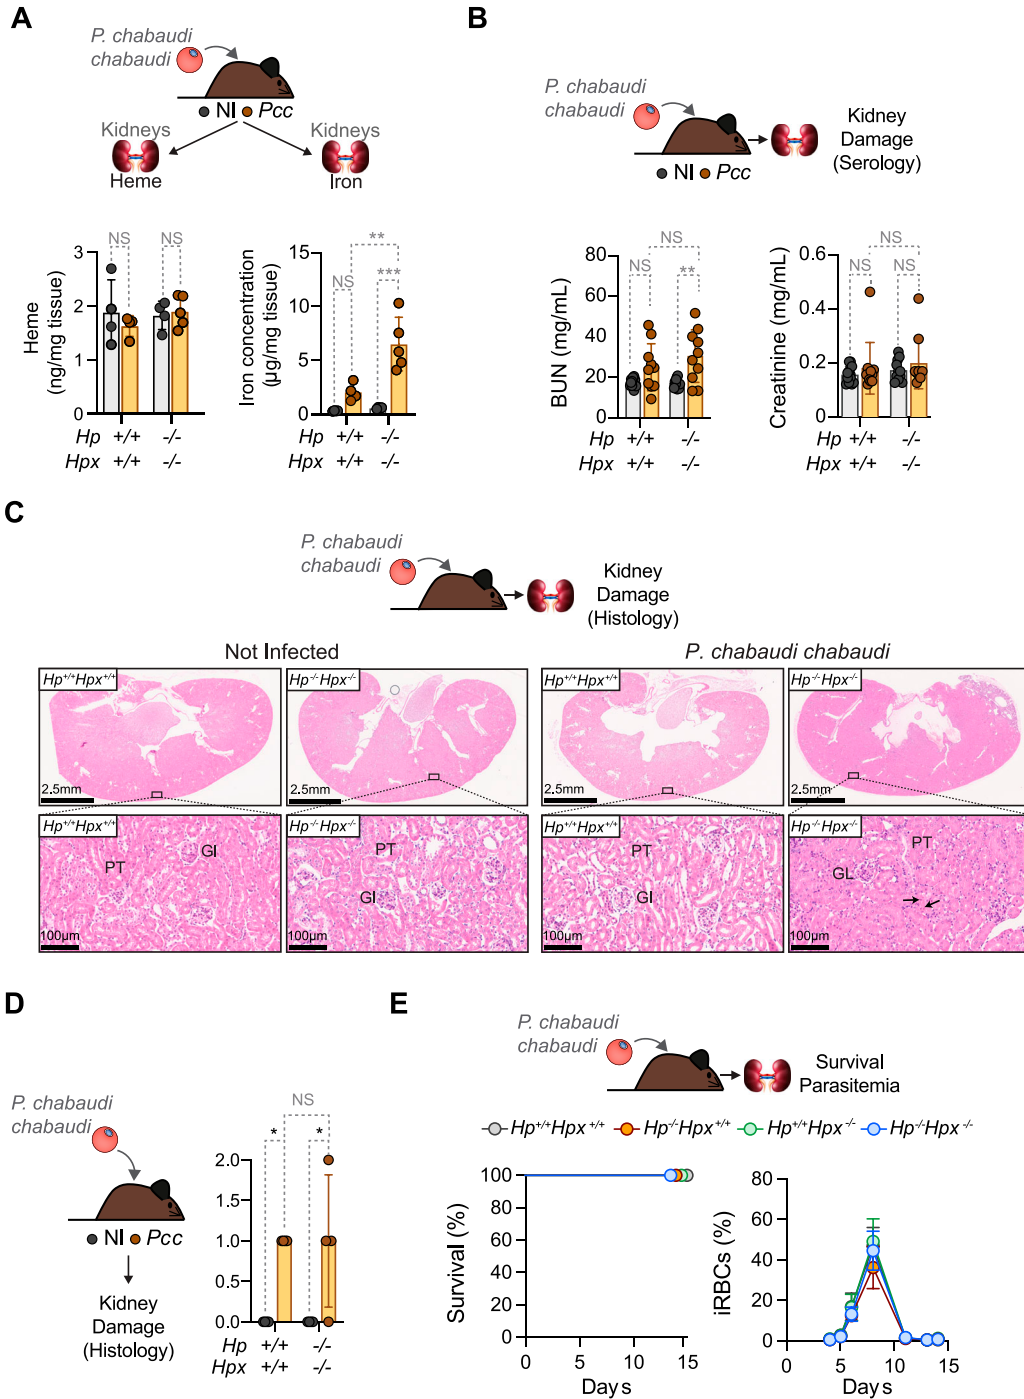 A
P. chabaudi
chabaudi
NI Pcc
Kidneys Kidneys
Heme Iron
NS NS
3
2
1
0
Heme
(ng/mg tissue)
**
NS ***
15
10
5
0
Iron concentration
(µg/mg tissue)
Hp +/+ -/-
Hpx +/+ -/-
B
P. chabaudi
chabaudi
NI Pcc
Kidney
Damage
(Serology)
NS
NS **
80
60
40
20
0
BUN (mg/mL)
NS
NS NS
0.6
0.4
0.2
0
Creatinine (mg/mL)
Hp +/+ -/- +/+ -/-
Hpx +/+ -/- +/+ -/-
C
P. chabaudi
chabaudi
Kidney
Damage
(Histology)
Not Infected
P. chabaudi chabaudi
Hp+/+Hpx+/+ Hp-/-Hpx-/- Hp+/+Hpx+/+ Hp-/-Hpx-/-
2.5mm 2.5mm 2.5mm 2.5mm
Hp+/+Hpx+/+ Hp-/-Hpx-/- Hp+/+Hpx+/+ Hp-/-Hpx-/-
PT Gl PT Gl PT Gl PT GL
100µm 100µm 100µm 100µm
D
P. chabaudi
chabaudi
NI Pcc
Kidney
Damage
(Histology)
NS
* *
2.0
1.5
1.0
0.5
0.0
Hp +/+ -/-
Hpx +/+ -/-
E
P. chabaudi
chabaudi
Survival
Parasitemia
Hp+/+Hpx+/+ Hp-/-Hpx+/+ Hp+/+Hpx-/- Hp-/-Hpx-/-
100
80
60
40
20
0
Survival (%)
0 5 10 15
Days
80
60
40
20
0
iRBCs (%)
0 5 10 15
Days